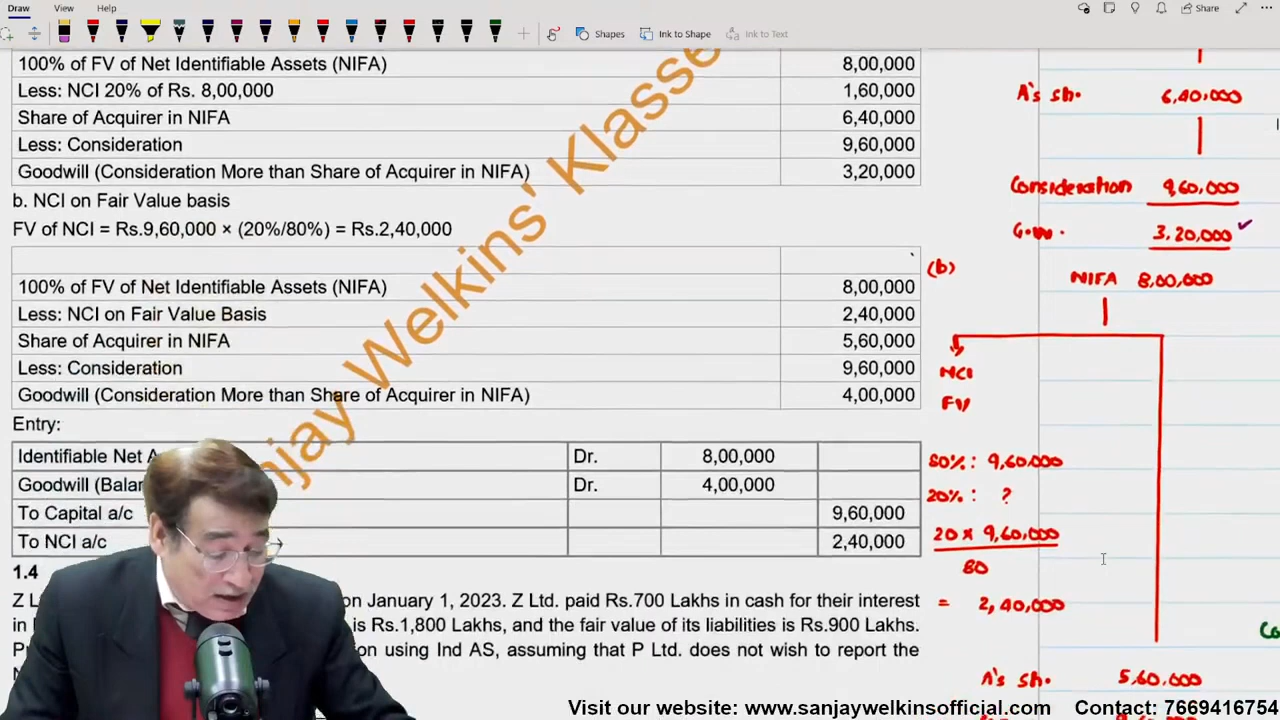 Draw View Help
Shapes Ink to Shape Ink to Text Share
100% of FV of Net Identifiable Assets (NIFA) 8,00,000
Less: NCI 20% of Rs. 8,00,000 1,60,000
Share of Acquirer in NIFA 6,40,000
Less: Consideration 9,60,000
Goodwill (Consideration More than Share of Acquirer in NIFA) 3,20,000
b. NCI on Fair Value basis
FV of NCI = Rs.9,60,000 × (20%/80%) = Rs.2,40,000
100% of FV of Net Identifiable Assets (NIFA) 8,00,000
Less: NCI on Fair Value Basis 2,40,000
Share of Acquirer in NIFA 5,60,000
Less: Consideration 9,60,000
Goodwill (Consideration More than Share of Acquirer in NIFA) 4,00,000
Entry:
Identifiable Net A Dr. 8,00,000
Goodwill (Balan Dr. 4,00,000
To Capital a/c 9,60,000
To NCI a/c 2,40,000
1.4
Z L on January 1, 2023. Z Ltd. paid Rs.700 Lakhs in cash for their interest
in is Rs.1,800 Lakhs, and the fair value of its liabilities is Rs.900 Lakhs.
on using Ind AS, assuming that P Ltd. does not wish to report the
njay Welkins' Klasse
A's sh. 6,40,000
Consideration 9,60,000
G.W. 3,20,000
(b)
NIFA 8,00,000
NCI
FV
80% : 9,60,000
20% : ?
20 × 9,60,000
80
= 2,40,000
A's sh. 5,60,000
Visit our website: www.sanjaywelkinsofficial.com Contact: 7669416754